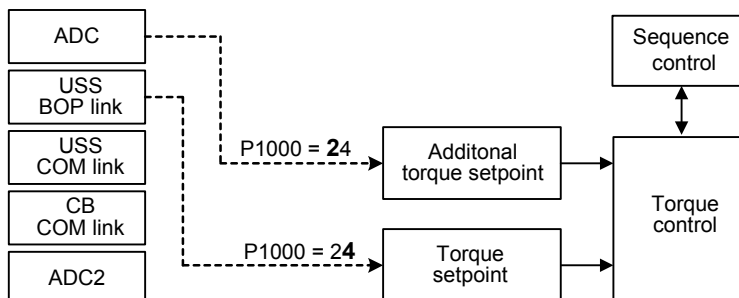 ADC
USS
BOP link
USS
COM link
CB
COM link
ADC2
P1000 = 24
P1000 = 24
Additonal
torque setpoint
Torque
setpoint
Sequence
control
Torque
control